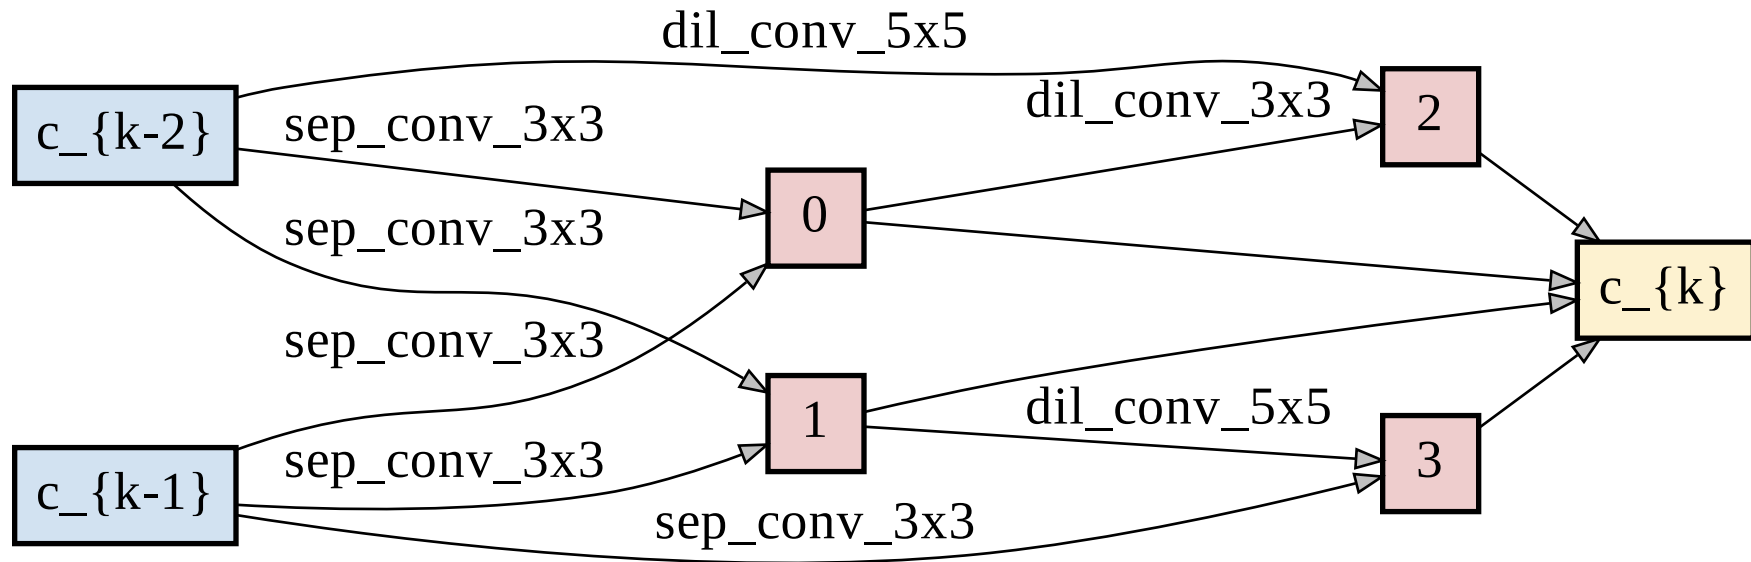 dil_conv_5x5
c_{k-2}
sep_conv_3x3
dil_conv_3x3
2
0
sep_conv_3x3
c_{k}
sep_conv_3x3
1
dil_conv_5x5
c_{k-1}
sep_conv_3x3
3
sep_conv_3x3